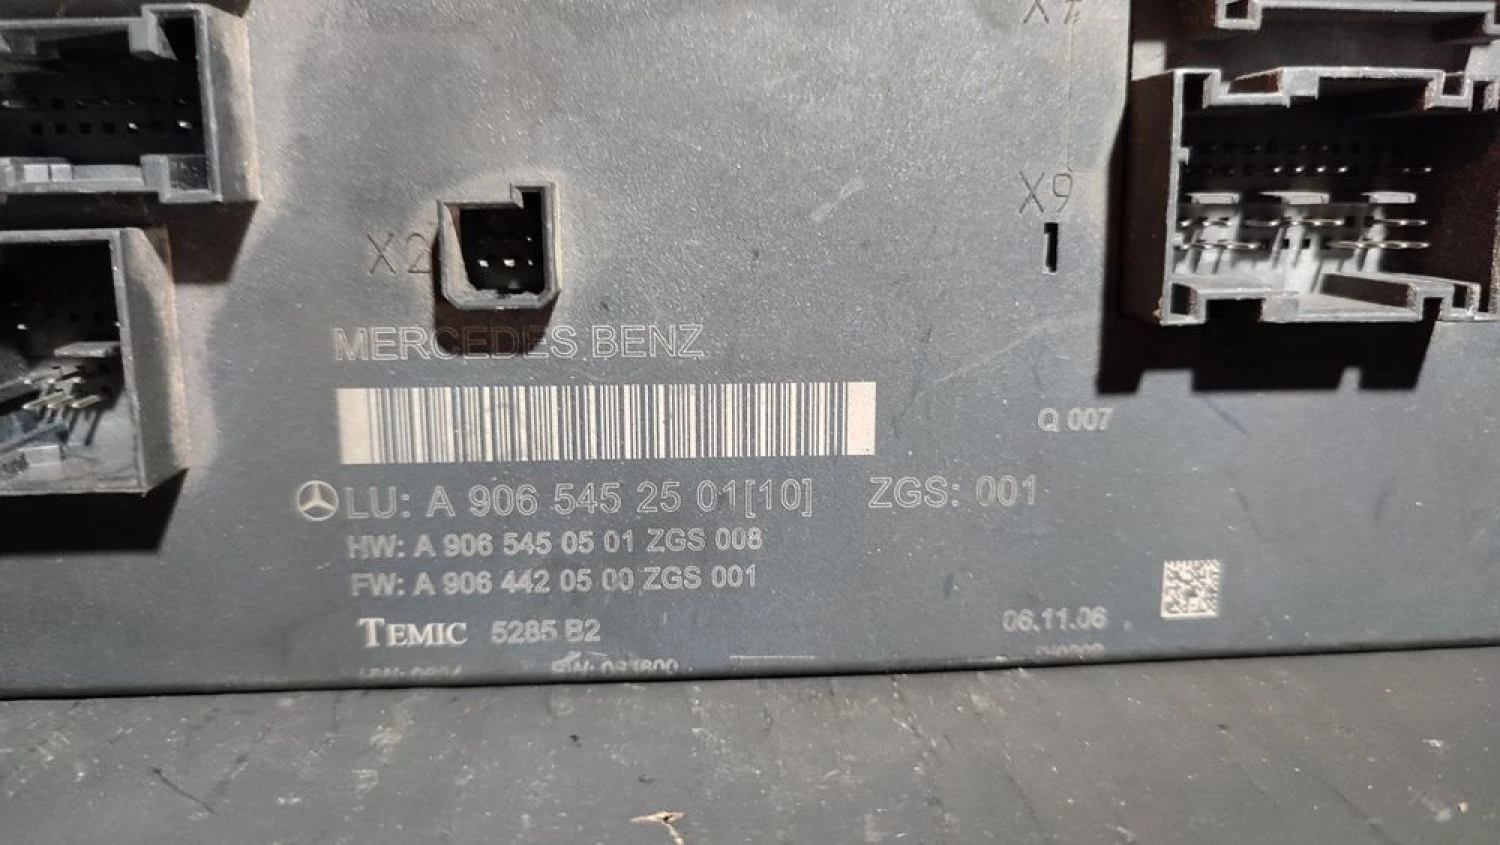 X2
X9
1
MERCEDES BENZ
Q 007
LU: A 906 545 25 01[10] ZGS: 001
HW: A 906 545 05 01 ZGS 008
FW: A 906 442 05 00 ZGS 001
TEMIC 5285 B2
06.11.06